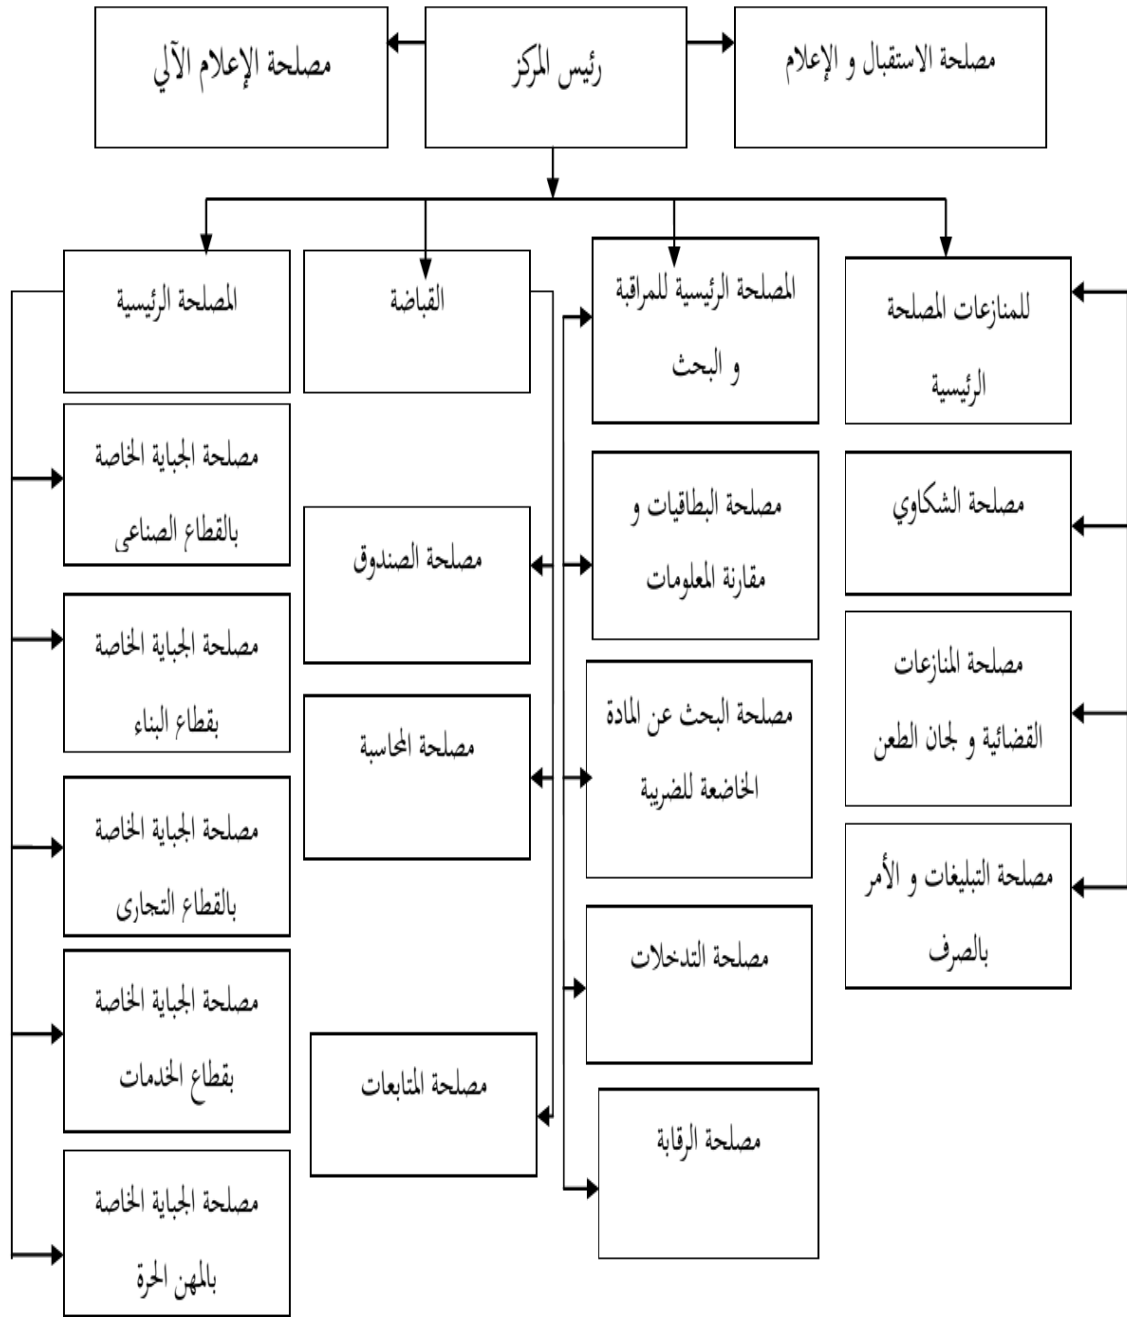 مصلحة الاستقبال و الإعلام
رئيس المركز
مصلحة الإعلام الآلي
للمنازعات المصلحة
الرئيسية
مصلحة الشكاوي
مصلحة المنازعات
القضائية و لجان الطعن
مصلحة التبليغات و الأمر
بالصرف
المصلحة الرئيسية للمراقبة
و البحث
مصلحة البطاقيات و
مقارنة المعلومات
مصلحة البحث عن المادة
الخاضعة للضريبة
مصلحة التدخلات
مصلحة الرقابة
القباضة
مصلحة الصندوق
مصلحة المحاسبة
مصلحة المتابعات
المصلحة الرئيسية
مصلحة الجباية الخاصة
بالقطاع الصناعي
مصلحة الجباية الخاصة
بقطاع البناء
مصلحة الجباية الخاصة
بالقطاع التجاري
مصلحة الجباية الخاصة
بقطاع الخدمات
مصلحة الجباية الخاصة
بالمهن الحرة